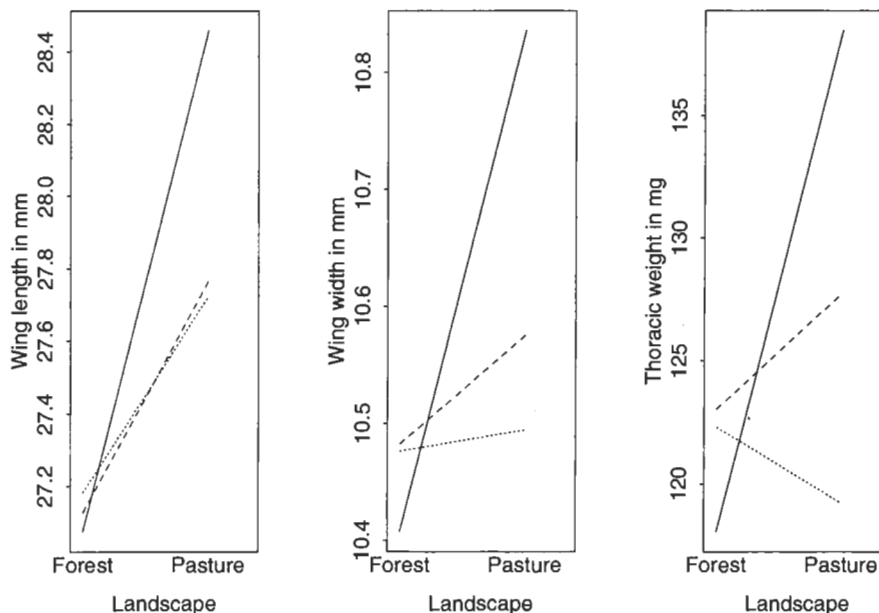 Wing length in mm
28.4
28.2
28.0
27.8
27.6
27.4
27.2
Forest Pasture
Landscape
Wing width in mm
10.8
10.7
10.6
10.5
10.4
Forest Pasture
Landscape
Thoracic weight in mg
135
130
125
120
Forest Pasture
Landscape